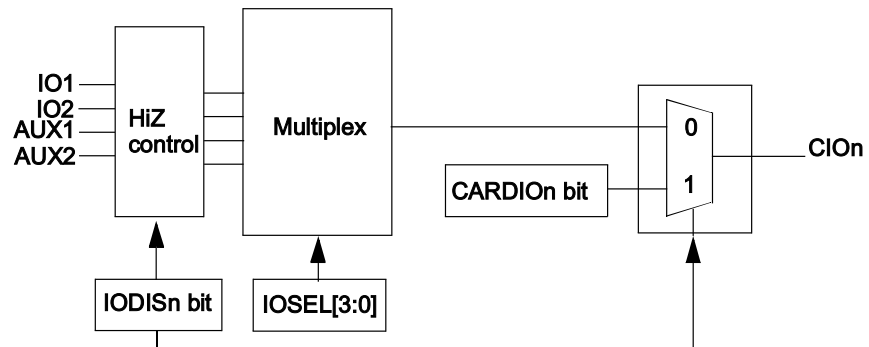 IO1
IO2
AUX1
AUX2
HiZ
control
Multiplex
0
1
CIOn
CARDIOn bit
IODISn bit
IOSEL[3:0]